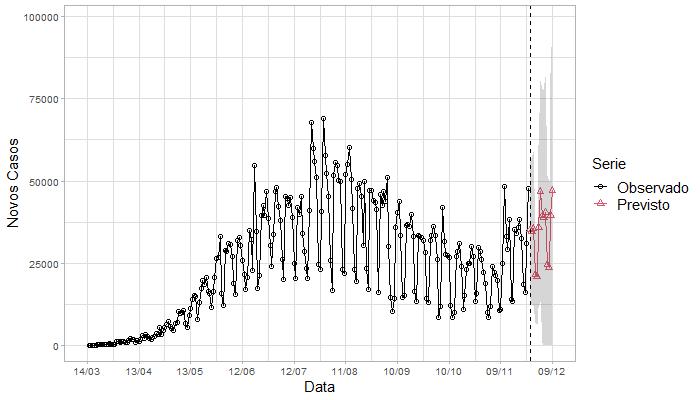 100000
75000
50000
25000
0
Novos Casos
14/03 13/04 13/05 12/06 12/07 11/08 10/09 10/10 09/11 09/12
Data
Serie
Observado
Previsto